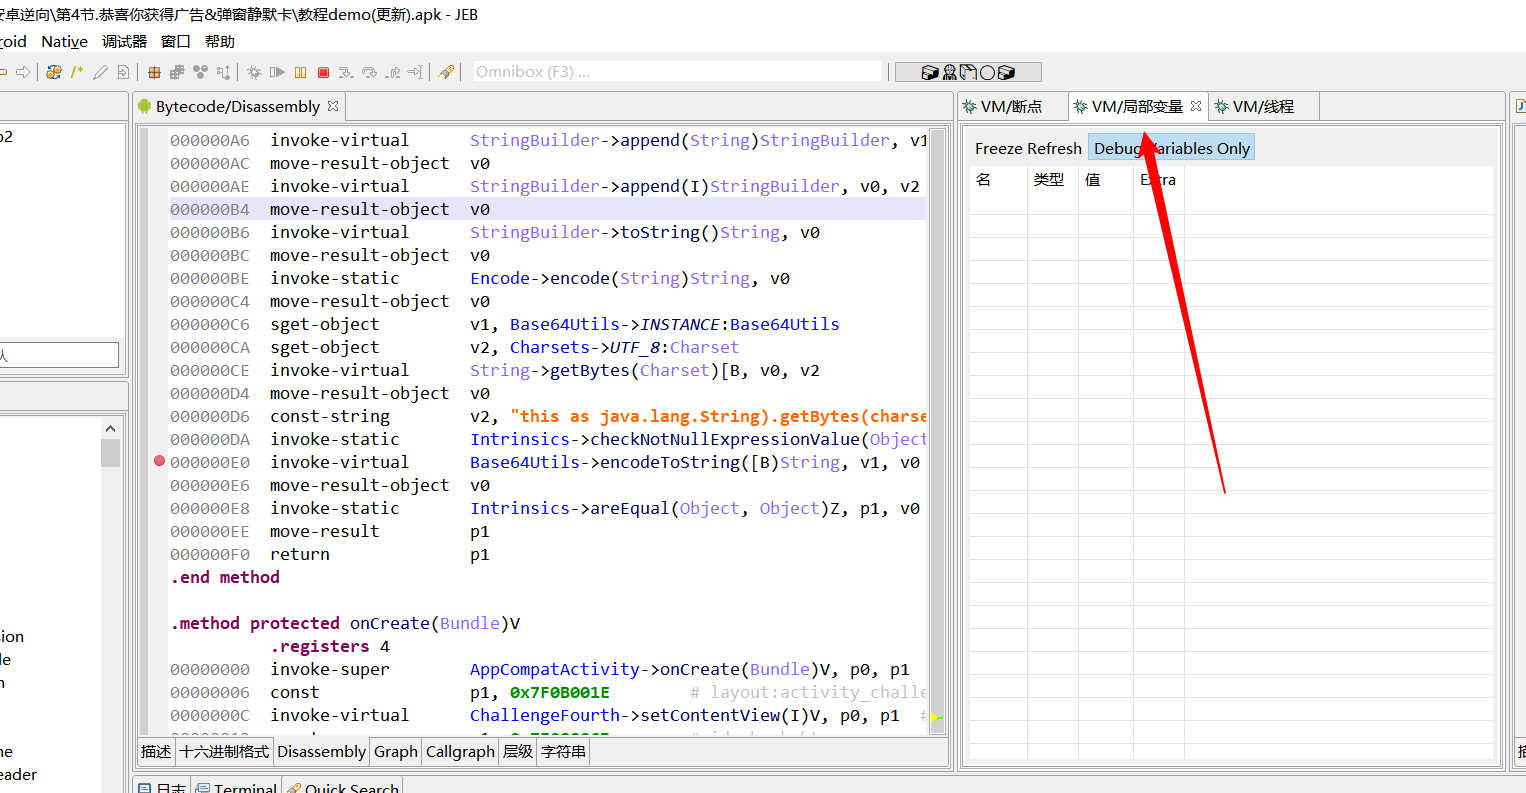 安卓逆向\第4节.恭喜你获得广告&弹窗静默卡\教程demo(更新).apk - JEB
roid Native 调试器 窗口 帮助
Omnibox (F3) ...
Bytecode/Disassembly
VM/断点 VM/局部变量 VM/线程
Freeze Refresh
名 类型 值
000000A6 invoke-virtual StringBuilder->append(String)StringBuilder, v1
000000AC move-result-object v0
000000AE invoke-virtual StringBuilder->append(I)StringBuilder, v0, v2
000000B4 move-result-object v0
000000B6 invoke-virtual StringBuilder->toString()String, v0
000000BC move-result-object v0
000000BE invoke-static Encode->encode(String)String, v0
000000C4 move-result-object v0
000000C6 sget-object v1, Base64Utils->INSTANCE:Base64Utils
000000CA sget-object v2, Charsets->UTF_8:Charset
000000CE invoke-virtual String->getBytes(Charset)[B, v0, v2
000000D4 move-result-object v0
000000D6 const-string v2, "this as java.lang.String).getBytes(charse
000000DA invoke-static Intrinsics->checkNotNullExpressionValue(Object
000000E0 invoke-virtual Base64Utils->encodeToString([B)String, v1, v0
000000E6 move-result-object v0
000000E8 invoke-static Intrinsics->areEqual(Object, Object)Z, p1, v0
000000EE move-result p1
000000F0 return p1
.end method
.method protected onCreate(Bundle)V
.registers 4
00000000 invoke-super AppCompatActivity->onCreate(Bundle)V, p0, p1
00000006 const p1, 0x7F0B001E # layout:activity_challe
0000000C invoke-virtual ChallengeFourth->setContentView(I)V, p0, p1 #
描述 十六进制格式 Disassembly Graph Callgraph 层级 字符串
日志 Terminal Quick Search